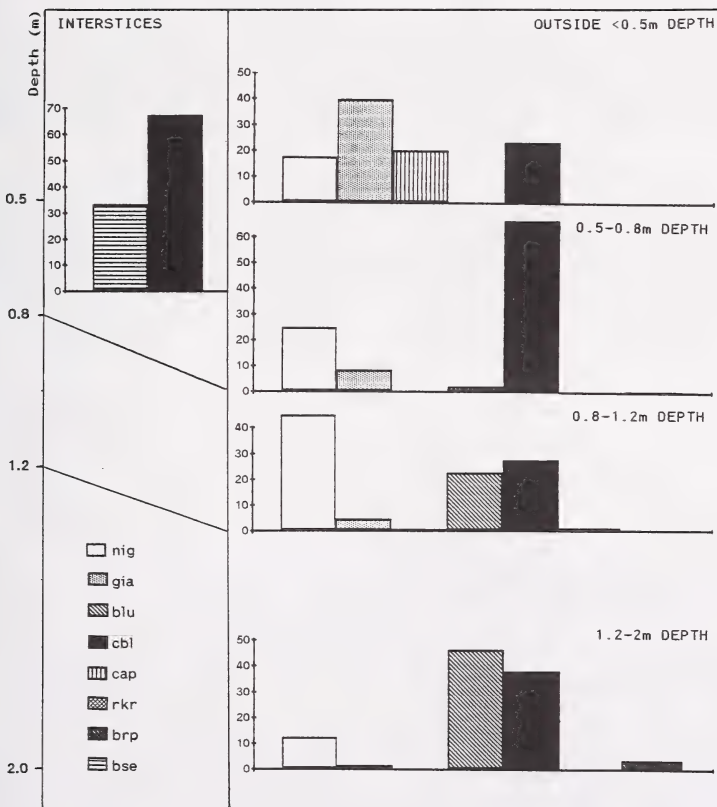 Depth (m)
INTERSTICES
OUTSIDE <0.5m DEPTH
70
60
50
40
30
20
10
0
50
40
30
20
10
0
0.5-0.8m DEPTH
60
50
40
30
20
10
0
0.8-1.2m DEPTH
40
30
20
10
0
1.2-2m DEPTH
50
40
30
20
10
0
0.5
0.8
1.2
2.0
nig
gia
blu
cbl
cap
rkr
brp
bse